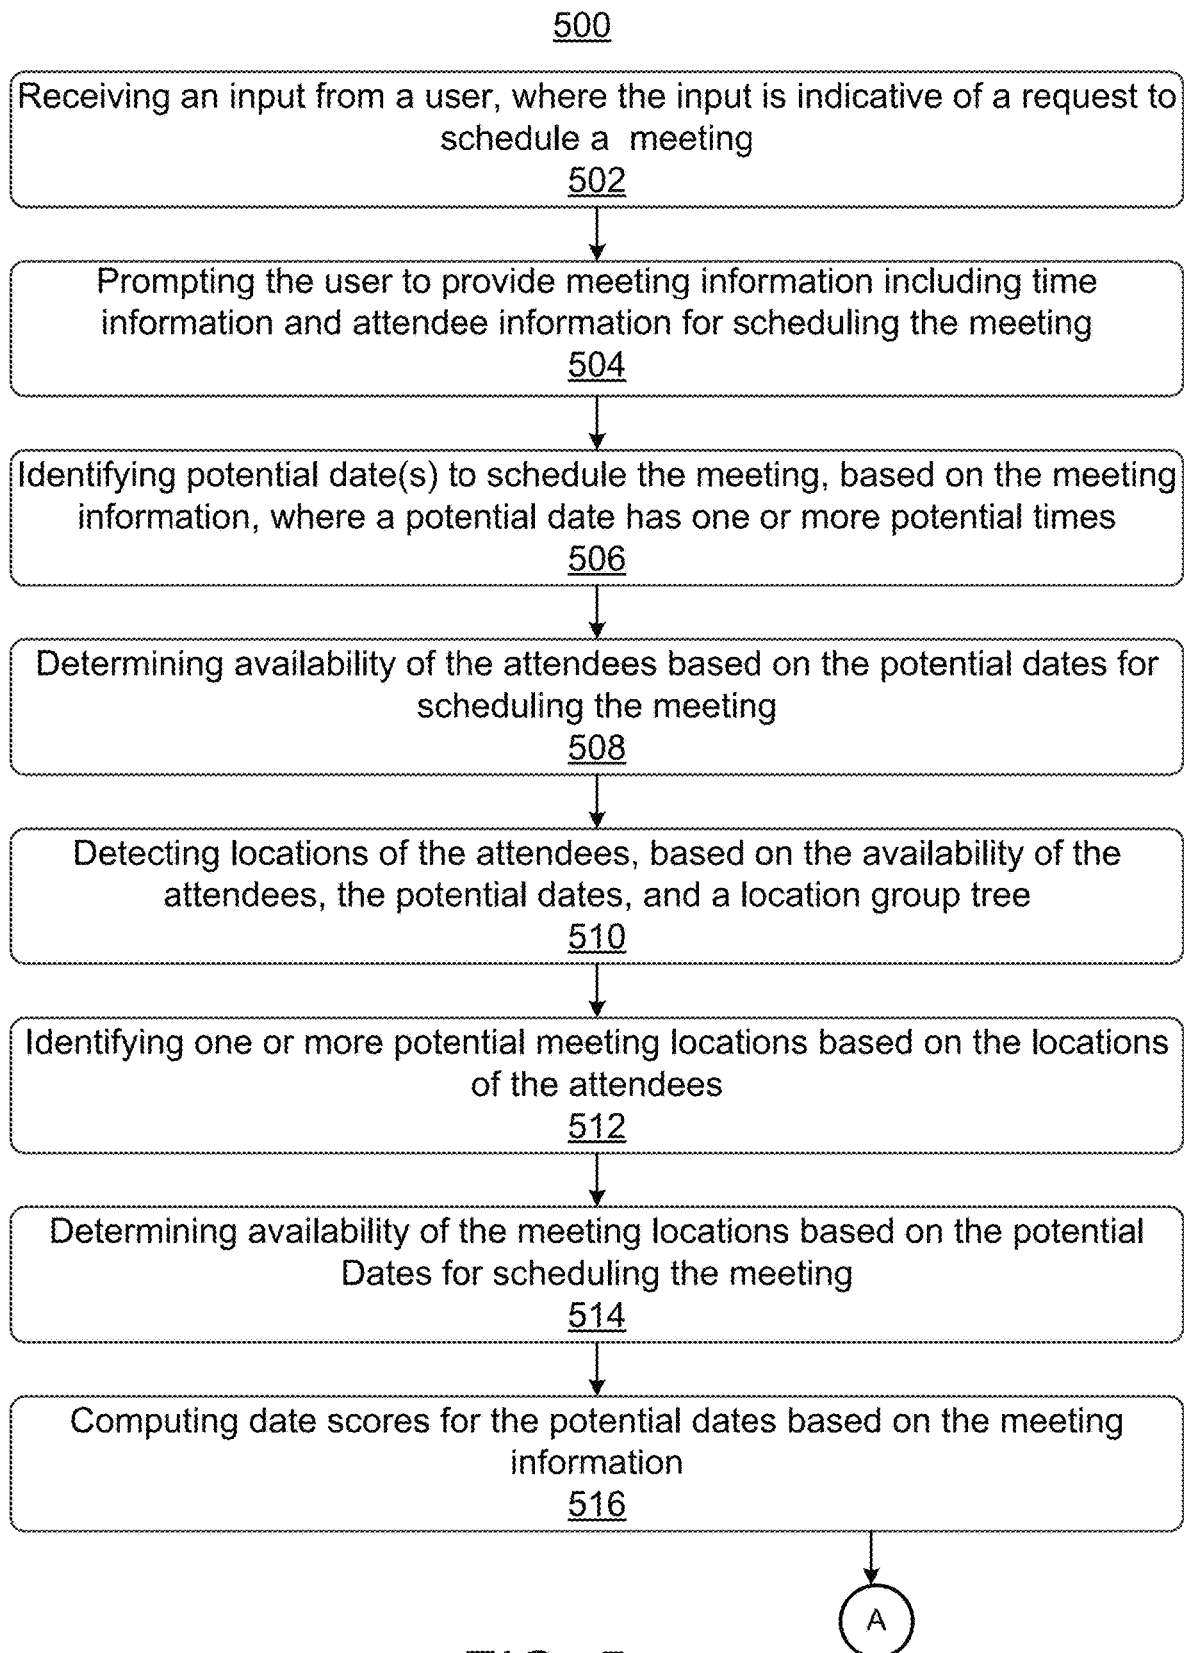 500
Receiving an input from a user, where the input is indicative of a request to
schedule a meeting
502
Prompting the user to provide meeting information including time
information and attendee information for scheduling the meeting
504
Identifying potential date(s) to schedule the meeting, based on the meeting
information, where a potential date has one or more potential times
506
Determining availability of the attendees based on the potential dates for
scheduling the meeting
508
Detecting locations of the attendees, based on the availability of the
attendees, the potential dates, and a location group tree
510
Identifying one or more potential meeting locations based on the locations
of the attendees
512
Determining availability of the meeting locations based on the potential
Dates for scheduling the meeting
514
Computing date scores for the potential dates based on the meeting
information
516
A